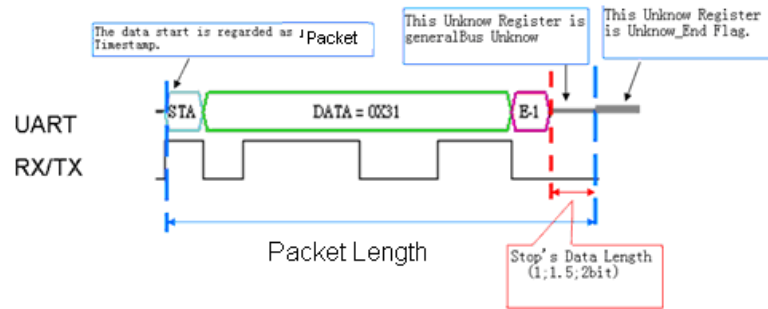 The data start is regarded as Packet
Timestamp.
This Unknow Register is
generalBus Unknow
This Unknow Register
is Unknow_End Flag.
STA
DATA = 0X31
E-1
UART
RX/TX
Packet Length
Stop's Data Length
(1;1.5;2bit)